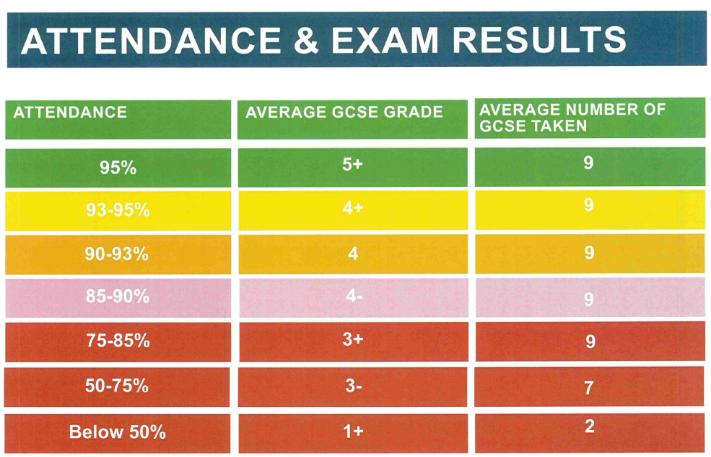 ATTENDANCE & EXAM RESULTS
ATTENDANCE AVERAGE GCSE GRADE AVERAGE NUMBER OF
GCSE TAKEN
95% 5+ 9
93-95% 4+ 9
90-93% 4 9
85-90% 4- 9
75-85% 3+ 9
50-75% 3- 7
Below 50% 1+ 2